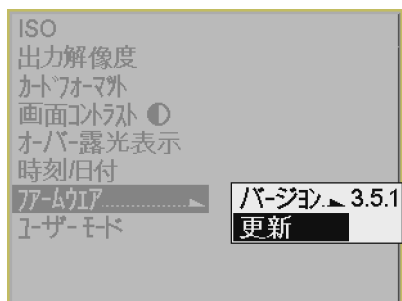 ISO
出力解像度
カードフォーマット
画面コントラスト
オーバー露光表示
時刻/日付
ファームウェア...............
バージョン. 3.5.1
更新
ユーザーモード